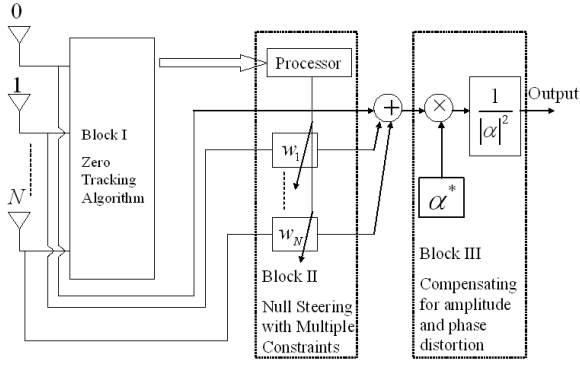 0
1
N
Block I
Zero
Tracking
Algorithm
Processor
w₁
w_N
Block II
Null Steering
with Multiple
Constraints
+
×
α*
1
|α|²
Output
Block III
Compensating
for amplitude
and phase
distortion